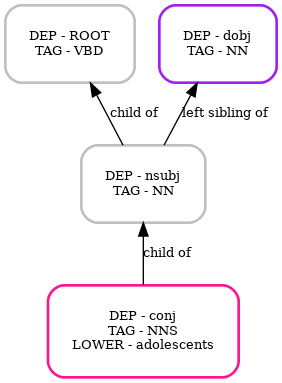 DEP - ROOT
TAG - VBD
DEP - dobj
TAG - NN
child of
left sibling of
DEP - nsubj
TAG - NN
child of
DEP - conj
TAG - NNS
LOWER - adolescents